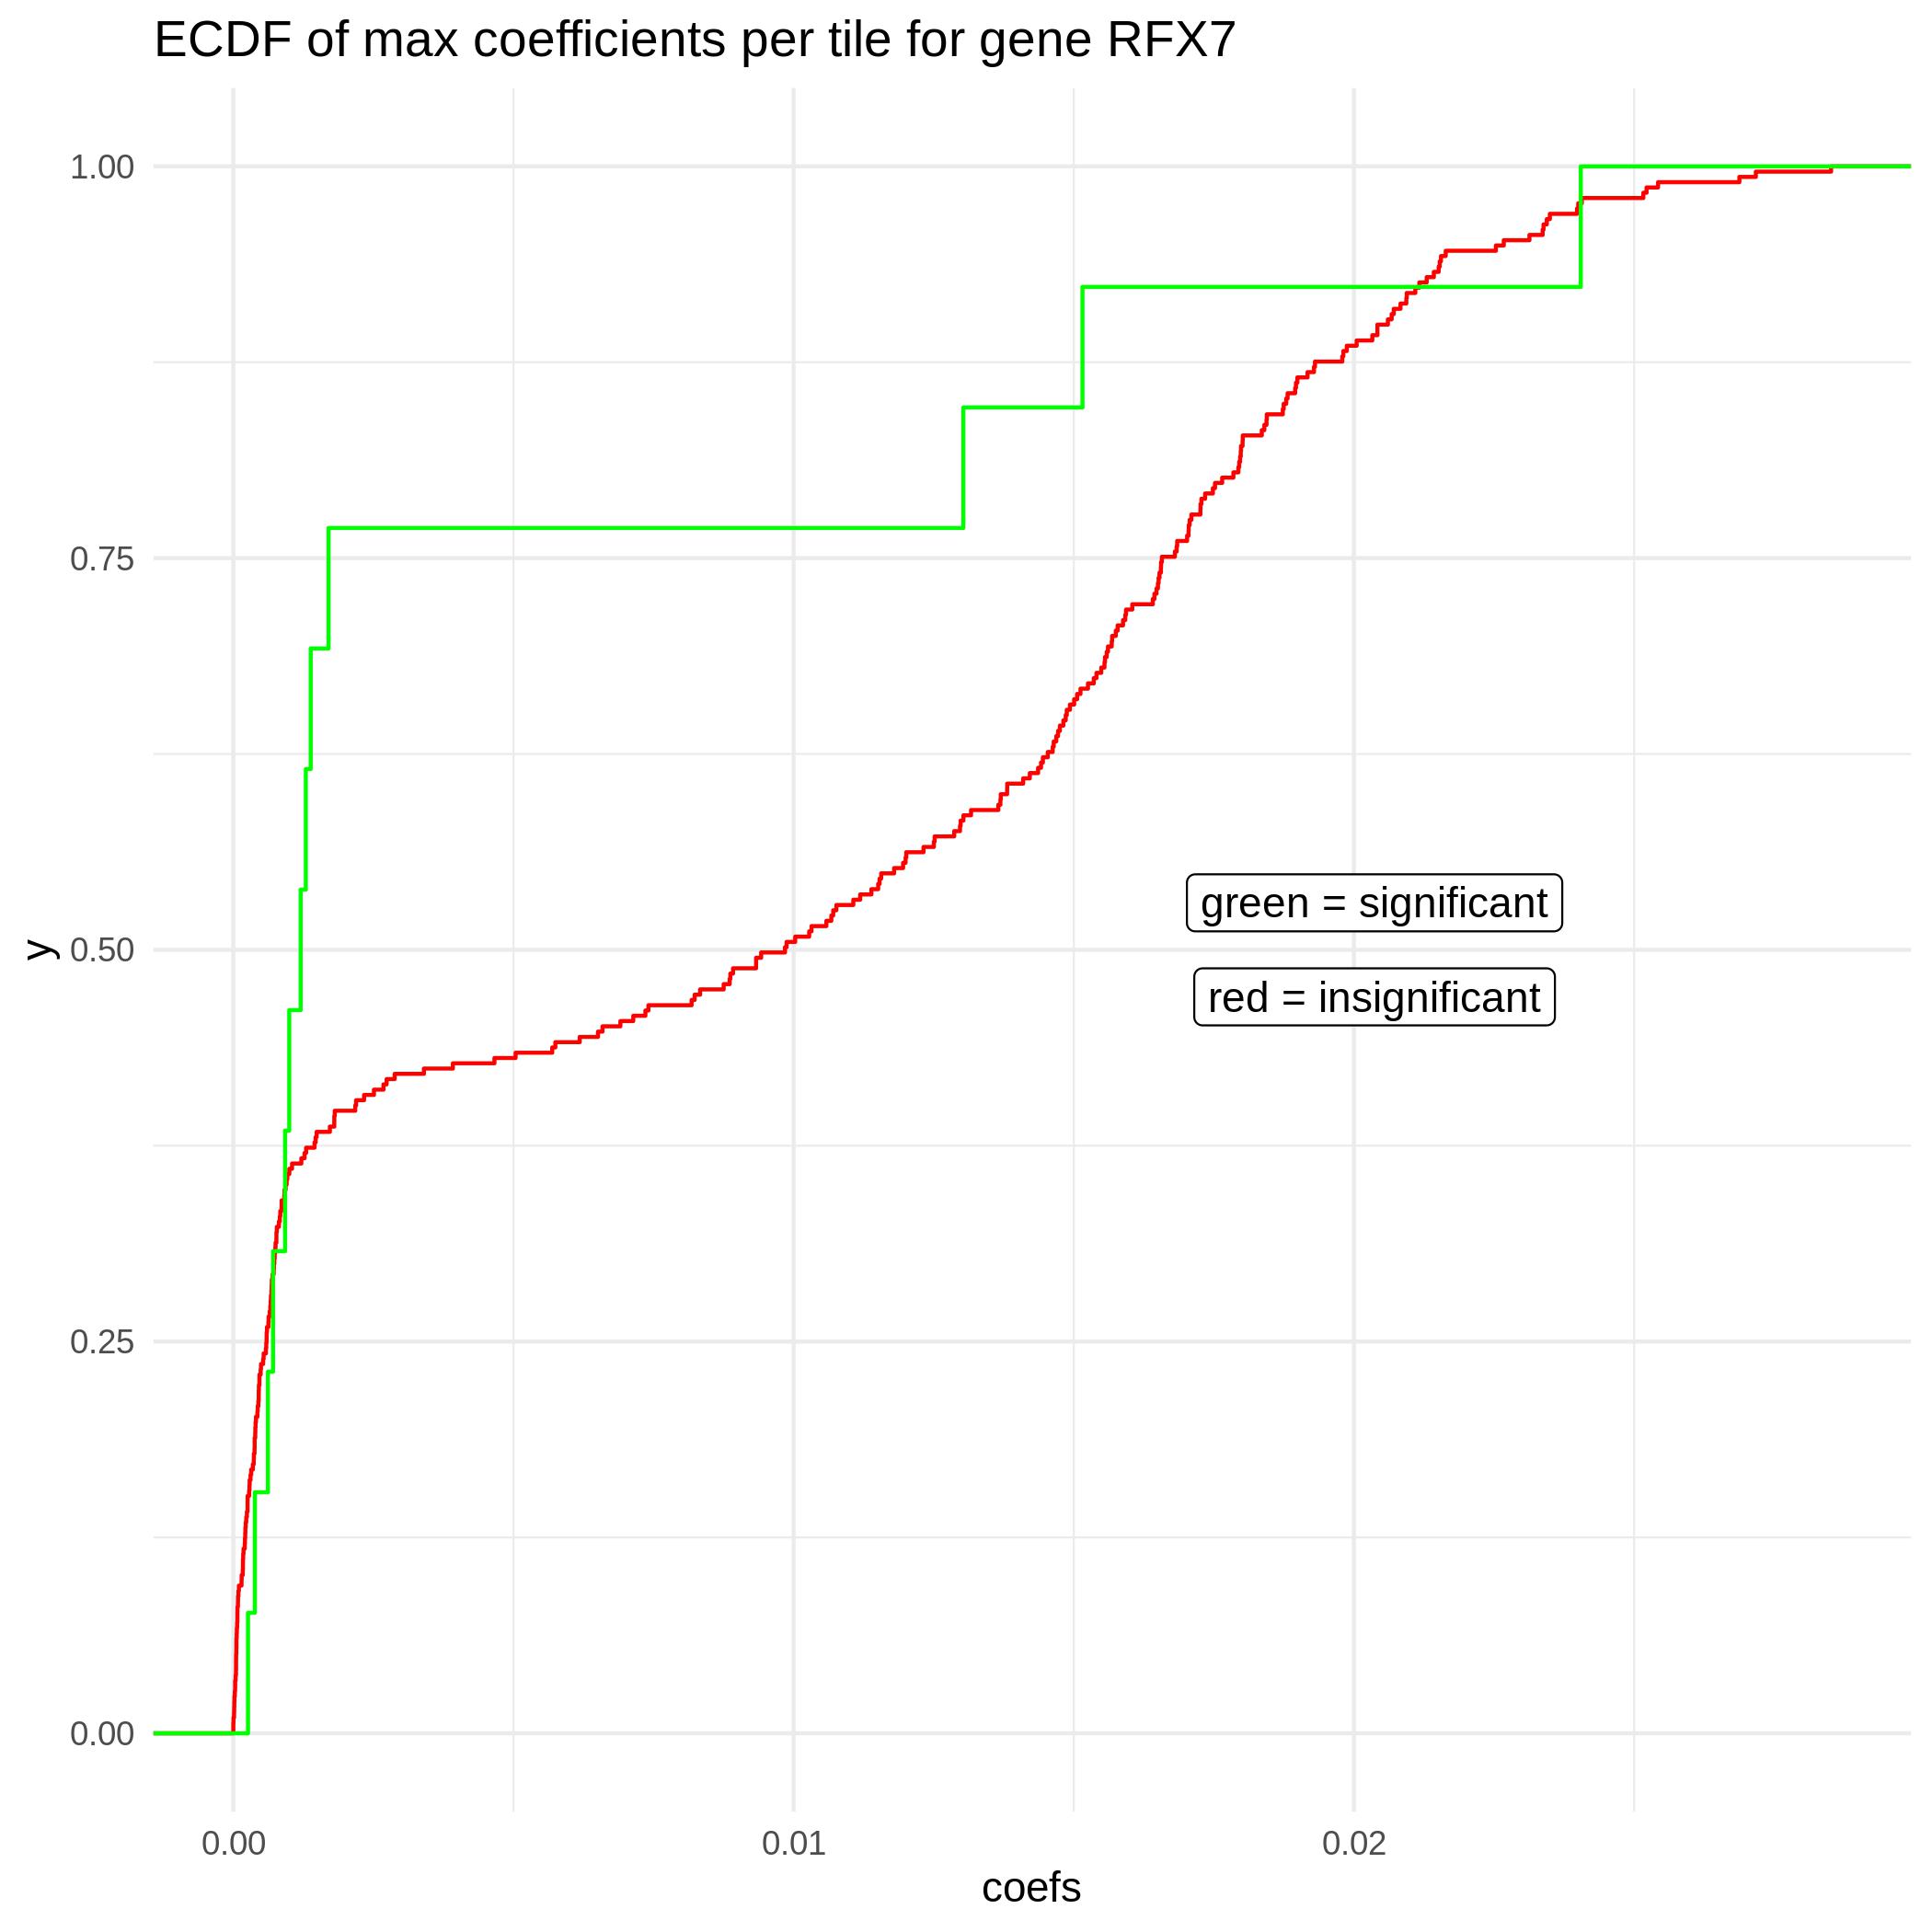 ECDF of max coefficients per tile for gene RFX7
1.00
0.75
0.50
0.25
0.00
y
green = significant
red = insignificant
0.00 0.01 0.02
coefs